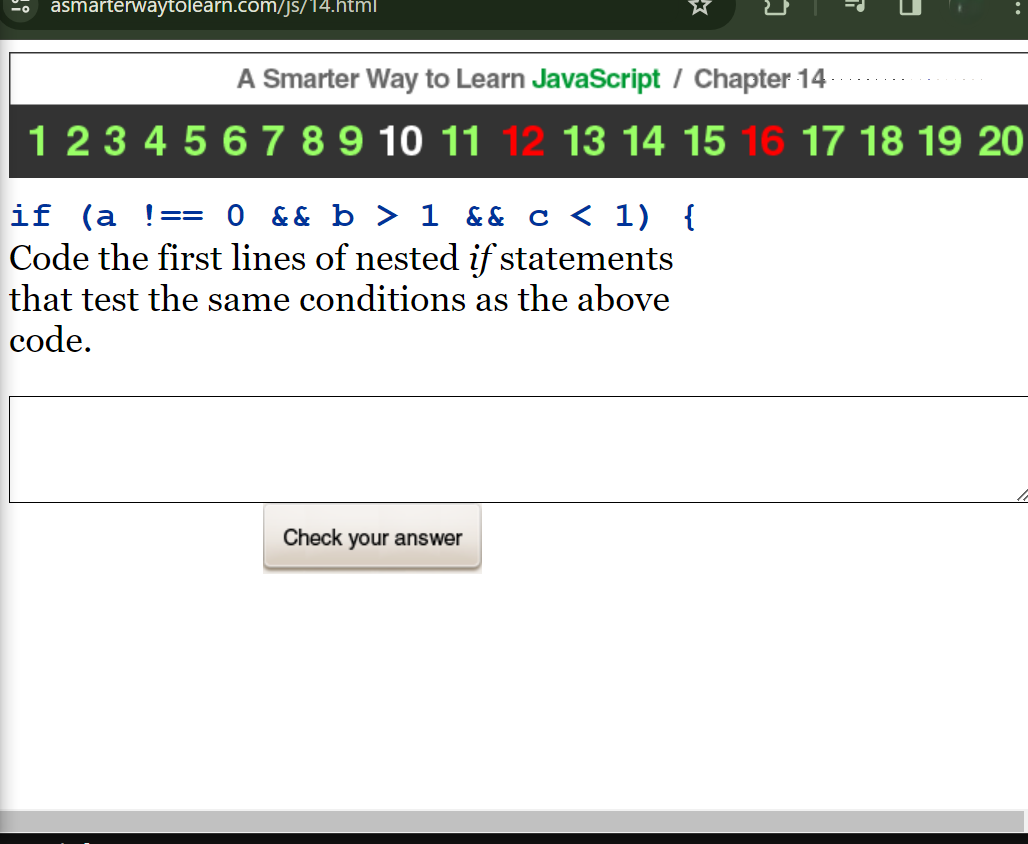 asmarterwaytolearn.com/js/14.html
A Smarter Way to Learn JavaScript / Chapter 14
1 2 3 4 5 6 7 8 9 10 11 12 13 14 15 16 17 18 19 20
if (a !== 0 && b > 1 && c < 1) {
Code the first lines of nested if statements
that test the same conditions as the above
code.
Check your answer